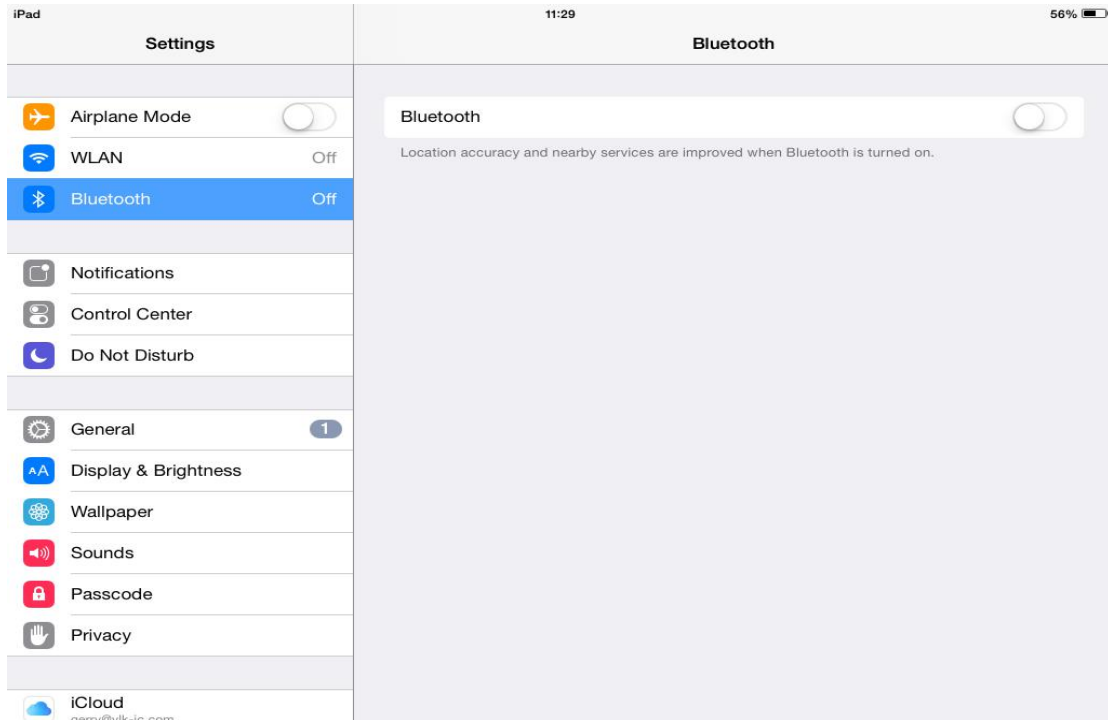 iPad 11:29 56%
Settings
Bluetooth
Airplane Mode
WLAN Off
Bluetooth Off
Notifications
Control Center
Do Not Disturb
General 1
AA Display & Brightness
Wallpaper
Sounds
Passcode
Privacy
iCloud
Bluetooth
Location accuracy and nearby services are improved when Bluetooth is turned on.